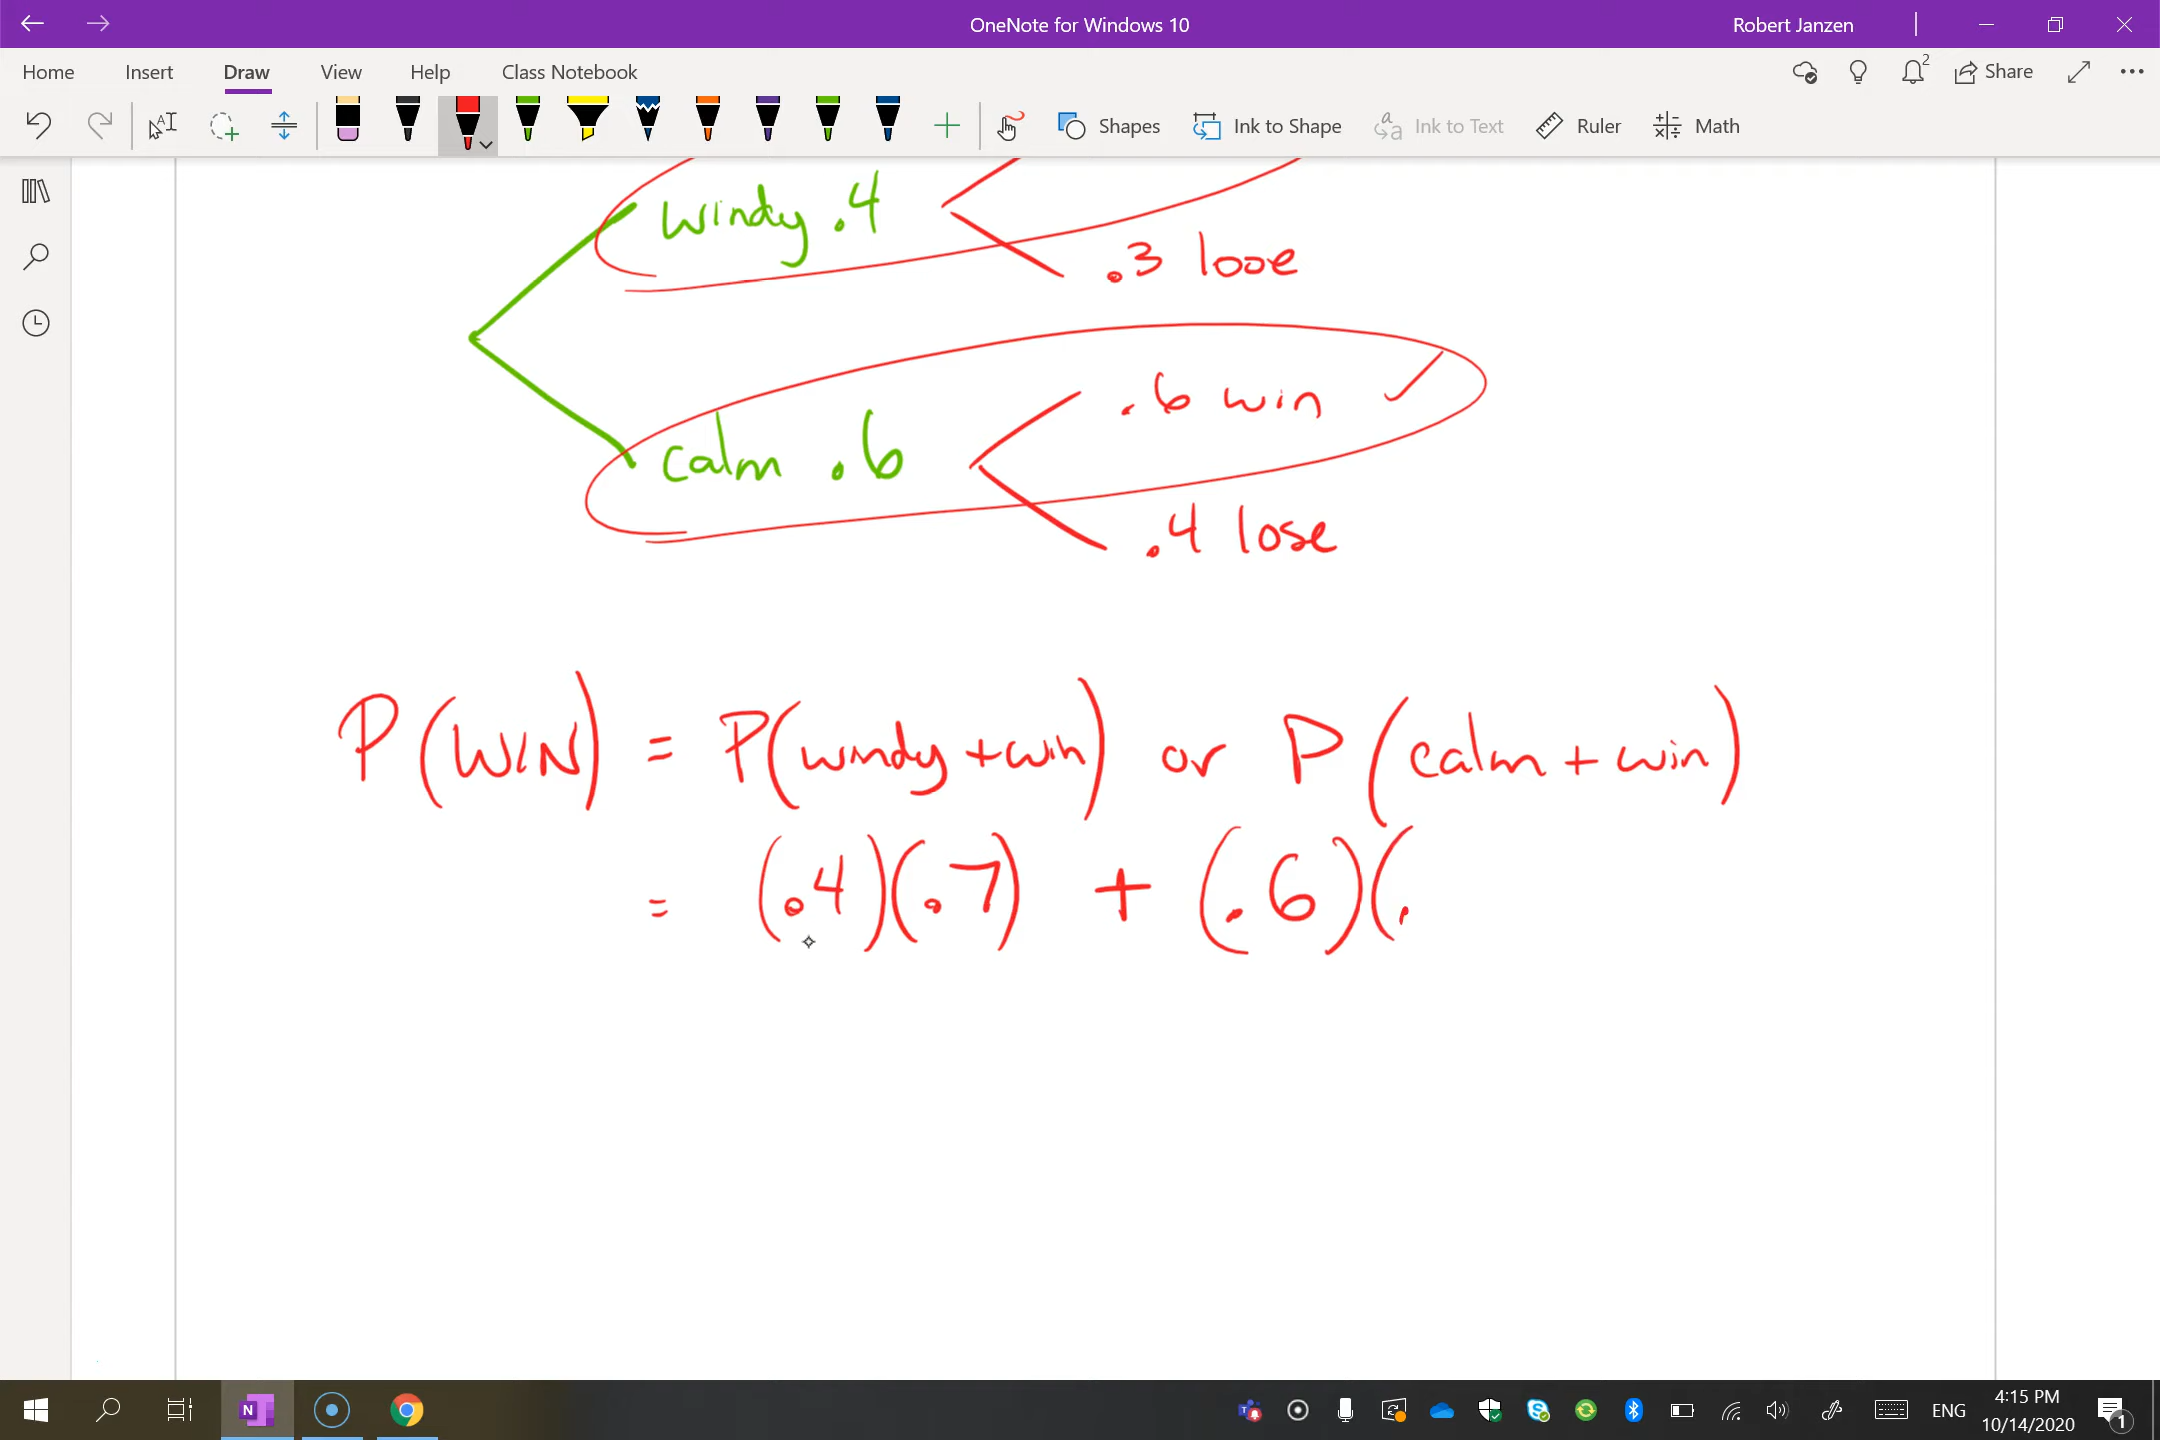 OneNote for Windows 10
Robert Janzen
Home Insert Draw View Help Class Notebook
2
Share
Shapes
Ink to Shape
Ink to Text
Ruler
Math
windy .4
.3 lose
.6 win
calm .6
.4 lose
P(WIN) = P(windy + win) or P(calm + win)
= (.4)(.7) + (.6)(.
ENG
4:15 PM
10/14/2020
1